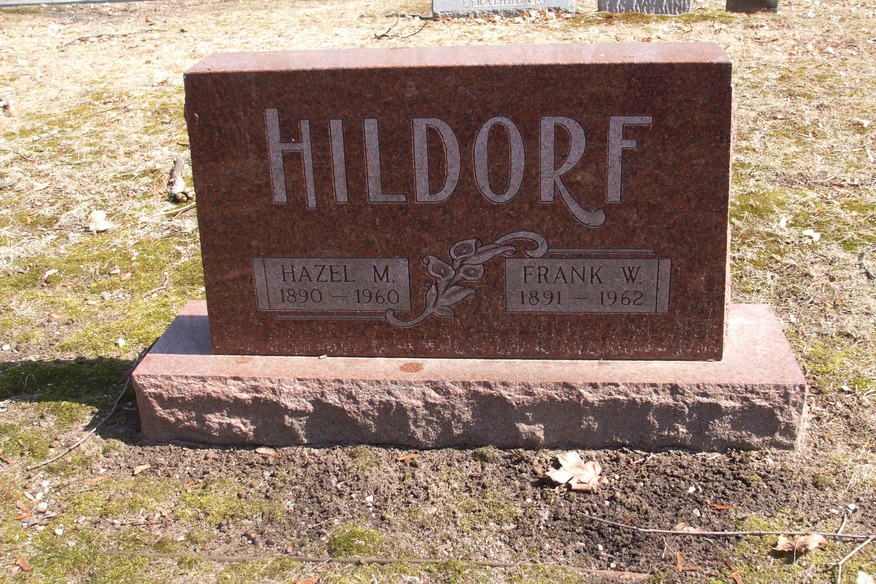 HILDORF
HAZEL M.
1890 — 1960
FRANK W.
1891 — 1962